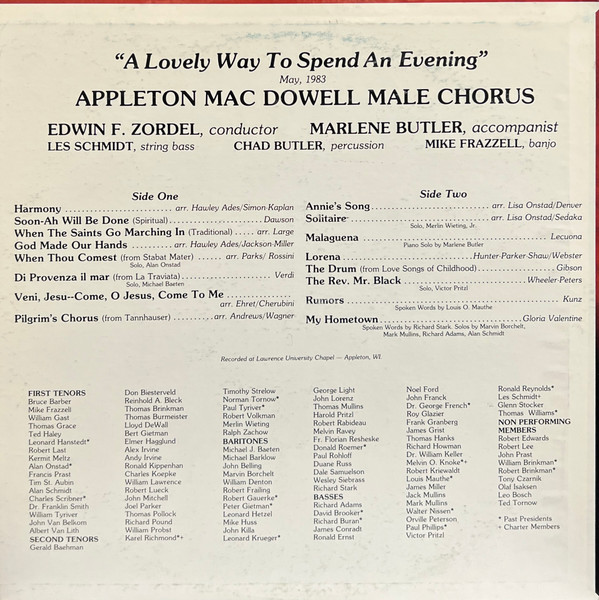 "A Lovely Way To Spend An Evening"
May, 1983
APPLETON MAC DOWELL MALE CHORUS
EDWIN F. ZORDEL, conductor MARLENE BUTLER, accompanist
LES SCHMIDT, string bass CHAD BUTLER, percussion MIKE FRAZZELL, banjo
Side One
Harmony ........ arr. Hawley Ades/Simon-Kaplan
Soon-Ah Will Be Done (Spiritual) ........ Dawson
When The Saints Go Marching In (Traditional) ..... arr. Large
God Made Our Hands ....... arr. Hawley Ades/Jackson-Miller
When Thou Comest (from Stabat Mater) .... arr. Parks/ Rossini
Solo, Alan Onstad
Di Provenza il mar (from La Traviata) ........ Verdi
Solo, Michael Baeten
Veni, Jesu--Come, O Jesus, Come To Me ........
arr. Ehret/Cherubini
Pilgrim's Chorus (from Tannhauser) ........ arr. Andrews/Wagner
Side Two
Annie's Song ........ arr. Lisa Onstad/Denver
Solitaire ........ arr. Lisa Onstad/Sedaka
Solo, Merlin Wieting, Jr.
Malaguena ........ Lecuona
Piano Solo by Marlene Butler
Lorena ........ Hunter-Parker-Shaw/Webster
The Drum (from Love Songs of Childhood) ........ Gibson
The Rev. Mr. Black ........ Wheeler-Peters
Solo, Victor Pritzl
Rumors ........ Kunz
Spoken Words by Louis O. Mauthe
My Hometown ........ Gloria Valentine
Spoken Words by Richard Stark. Solos by Marvin Borchelt,
Mark Mullins, Richard Adams, Alan Schmidt
Recorded at Lawrence University Chapel — Appleton, WI.
FIRST TENORS
Bruce Barber
Mike Frazzell
William Gast
Thomas Grace
Ted Haley
Leonard Hanstedt*
Robert Last
Kermit Meltz
Alan Onstad*
Francis Prast
Tim St. Aubin
Alan Schmidt
Charles Scribner*
Dr. Franklin Smith
William Tyriver
John Van Belkom
Albert Van Lith
SECOND TENORS
Gerald Baehman
Don Biesterveld
Reinhold A. Bleck
Thomas Brinkman
Thomas Burmeister
Lloyd DeWall
Bert Gietman
Elmer Hagglund
Alex Irvine
Andy Irvine
Ronald Kippenhan
Charles Koepke
William Lawrence
Robert Lueck
John Mitchell
Joel Parker
Thomas Pollock
Richard Pound
William Probst
Karel Richmond*+
Timothy Strelow
Norman Tornow*
Paul Tyriver*
Robert Volkman
Merlin Wieting
Ralph Zachow
BARITONES
Michael J. Baeten
Michael Barklow
John Belling
Marvin Borchelt
William Denton
Robert Frailing
Robert Gauerke*
Peter Gietman*
Leonard Hetzel
Mike Huss
John Killa
Leonard Krueger*
George Light
John Lordenz
Thomas Mullins
Harold Pritzl
Robert Rabideau
Melvin Ravey
Fr. Florian Resheske
Donald Roemer*
Paul Rohloff
Duane Russ
Dale Samuelson
Wesley Siebrass
Richard Stark
BASSES
Richard Adams
David Brooker*
Richard Buran*
James Conradt
Ronald Ernst
Noel Ford
John Franck
Dr. George French*
Roy Glazier
Frank Granberg
James Grist
Thomas Hanks
Richard Howman
Dr. William Keller
Melvin O. Knoke*+
Robert Kriewaldt
Louis Mauthe*
James Miller
Jack Mullins
Mark Mullins
Walter Nissen*
Orville Peterson
Paul Phillips*
Victor Pritzl
Ronald Reynolds*
Les Schmidt+
Glenn Stocker
Thomas Williams*
NON PERFORMING
MEMBERS
Robert Edwards
Robert Lee
John Prast
William Brinkman*
Robert Brinkman*
Tony Czarnik
Olaf Isaksen
Leo Bosch
Ted Tornow
* Past Presidents
+ Charter Members